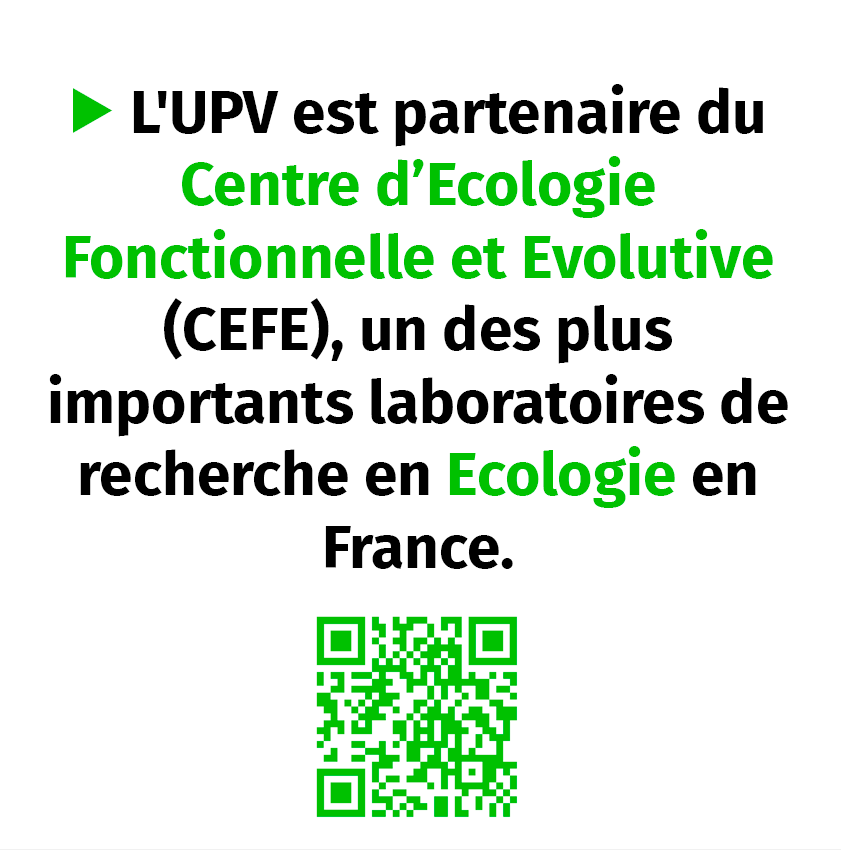 ▶ L'UPV est partenaire du
Centre d’Ecologie
Fonctionnelle et Evolutive
(CEFE), un des plus
importants laboratoires de
recherche en Ecologie en
France.